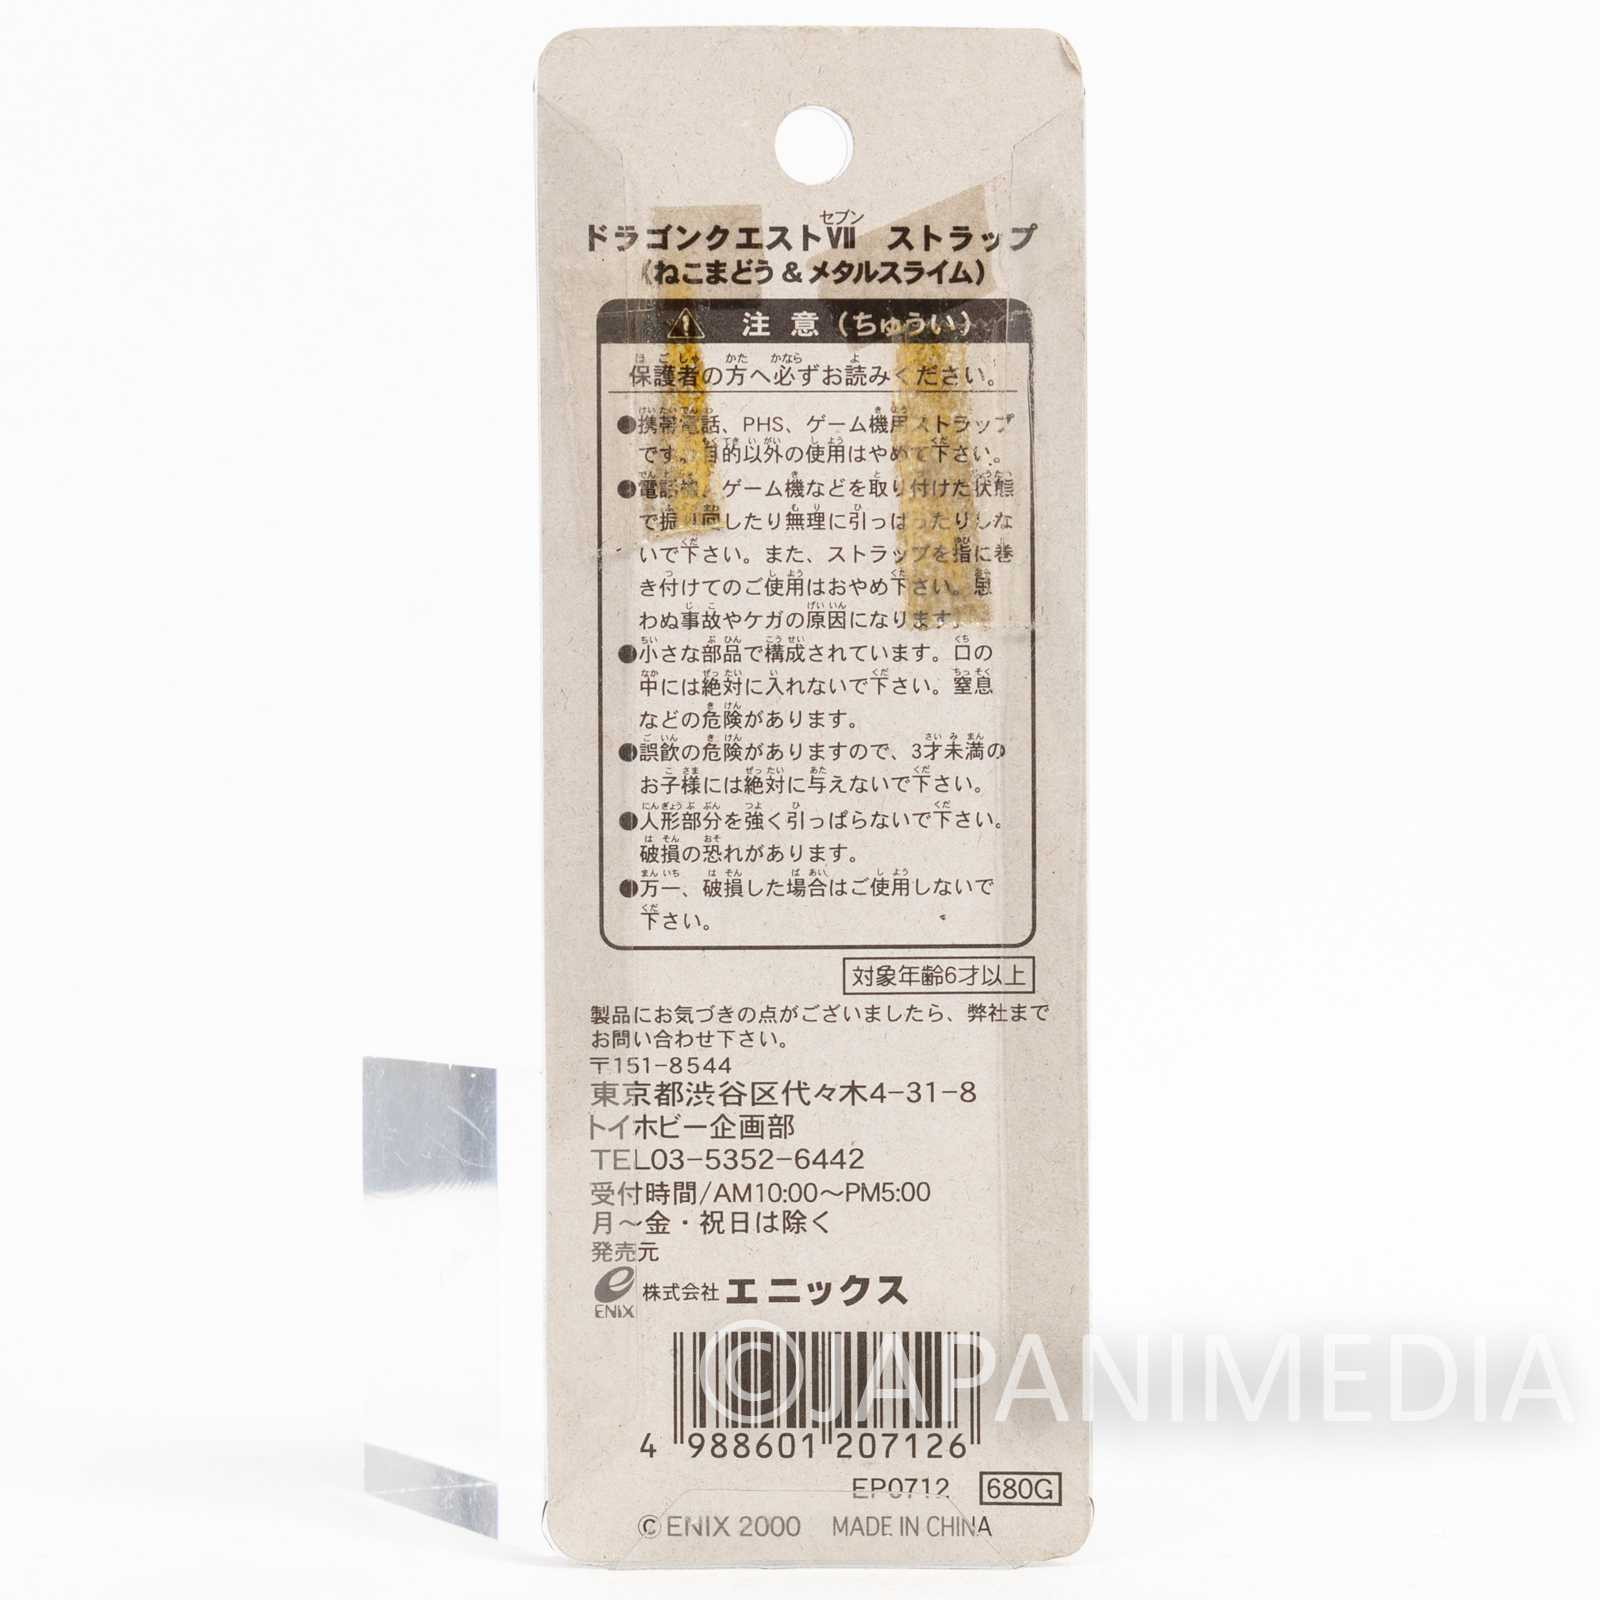 ドラゴンクエストⅦ ストラップ
(ねこまどう&メタルスライム)
注意(ちゅうい)
保護者の方へ必ずお読みください。
●携帯電話、PHS、ゲーム機用ストラップ
です。目的以外の使用はやめて下さい。
●電話機、ゲーム機などを取り付けた状態
で振り回したり無理に引っぱったりしな
いで下さい。また、ストラップを指に巻
き付けてのご使用はおやめ下さい。思
わぬ事故やケガの原因になります。
●小さな部品で構成されています。口の
中には絶対に入れないで下さい。窒息
などの危険があります。
●誤飲の危険がありますので、3才未満の
お子様には絶対に与えないで下さい。
●人形部分を強く引っぱらないで下さい。
破損の恐れがあります。
●万一、破損した場合はご使用しないで
下さい。
対象年齢6才以上
製品にお気づきの点がございましたら、弊社まで
お問い合わせ下さい。
〒151-8544
東京都渋谷区代々木4-31-8
トイホビー企画部
TEL03-5352-6442
受付時間/AM10:00~PM5:00
月~金・祝日は除く
発売元
ENIX 株式会社 エニックス
©JAPANIMEDIA
4 988601 207126
EP0712 680G
©ENIX 2000 MADE IN CHINA